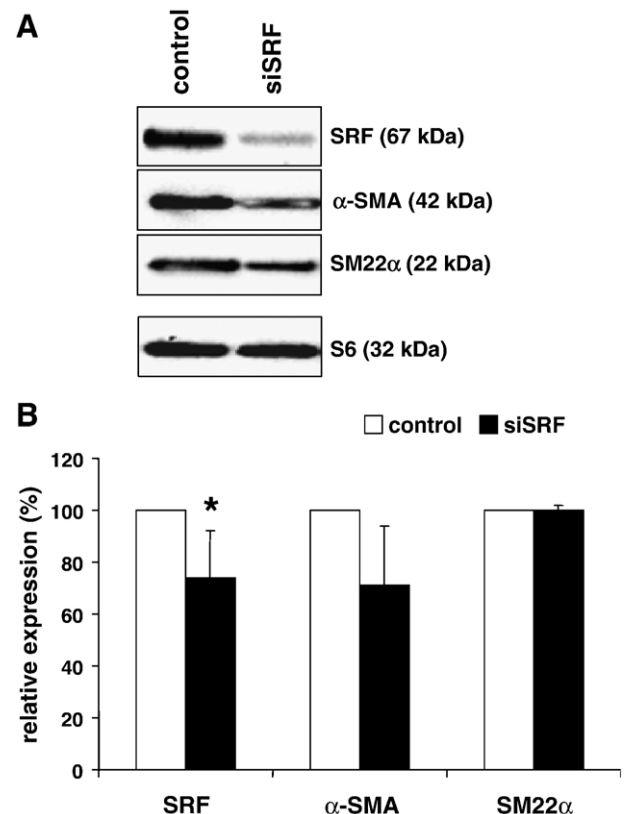 A
control siSRF
SRF (67 kDa)
α-SMA (42 kDa)
SM22α (22 kDa)
S6 (32 kDa)
B
control siSRF
relative expression (%)
120
100
80
60
40
20
0
*
SRF α-SMA SM22α